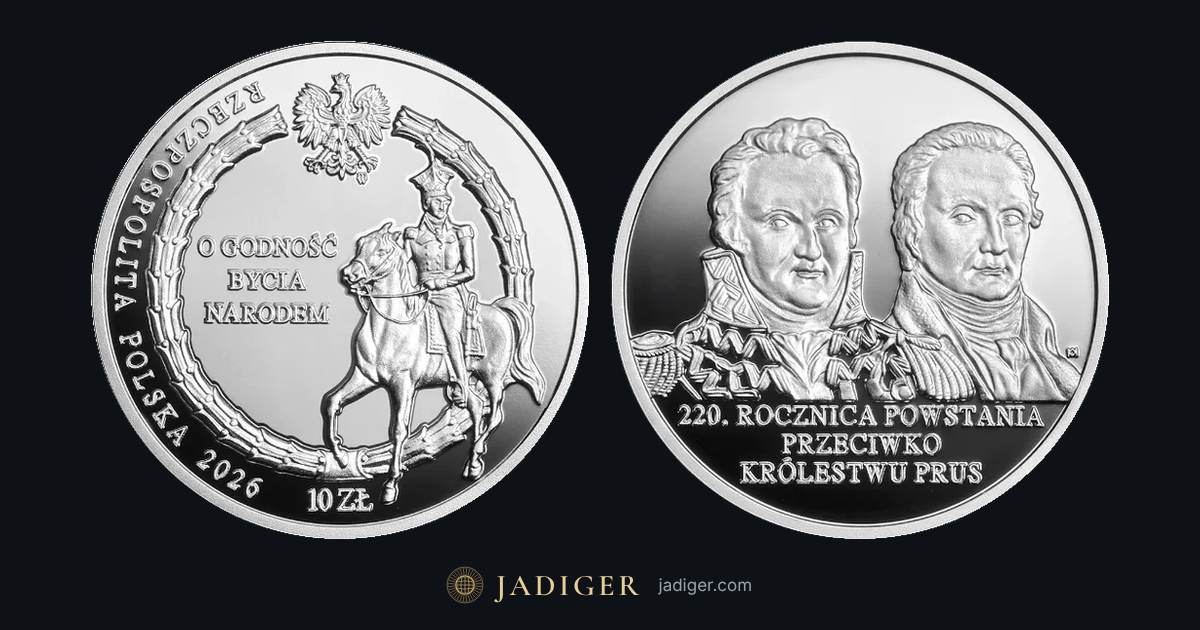 RZECZPOSPOLITA POLSKA 2026
O GODNOŚĆ
BYCIA
NARODEM
10 ZŁ
220. ROCZNICA POWSTANIA
PRZECIWKO
KRÓLESTWU PRUS
JADIGER
jadiger.com